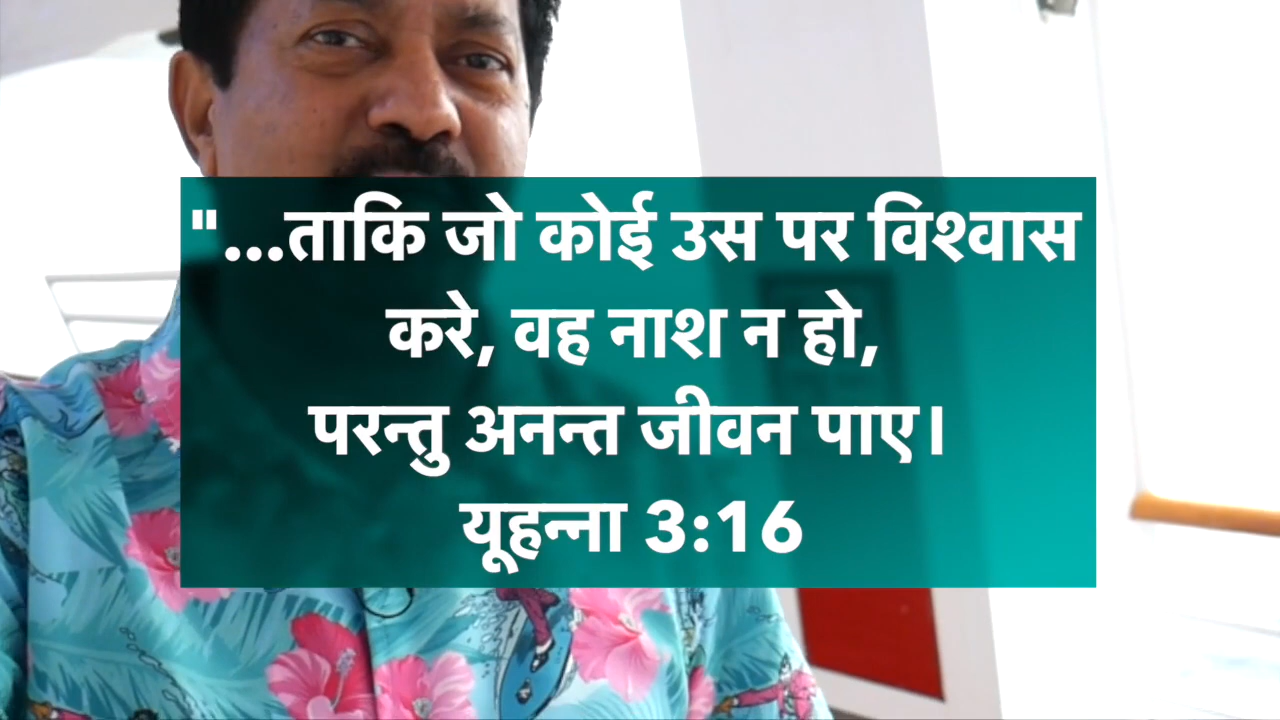 "...ताकि जो कोई उस पर विश्वास
करे, वह नाश न हो,
परन्तु अनन्त जीवन पाए।
यूहन्ना 3:16